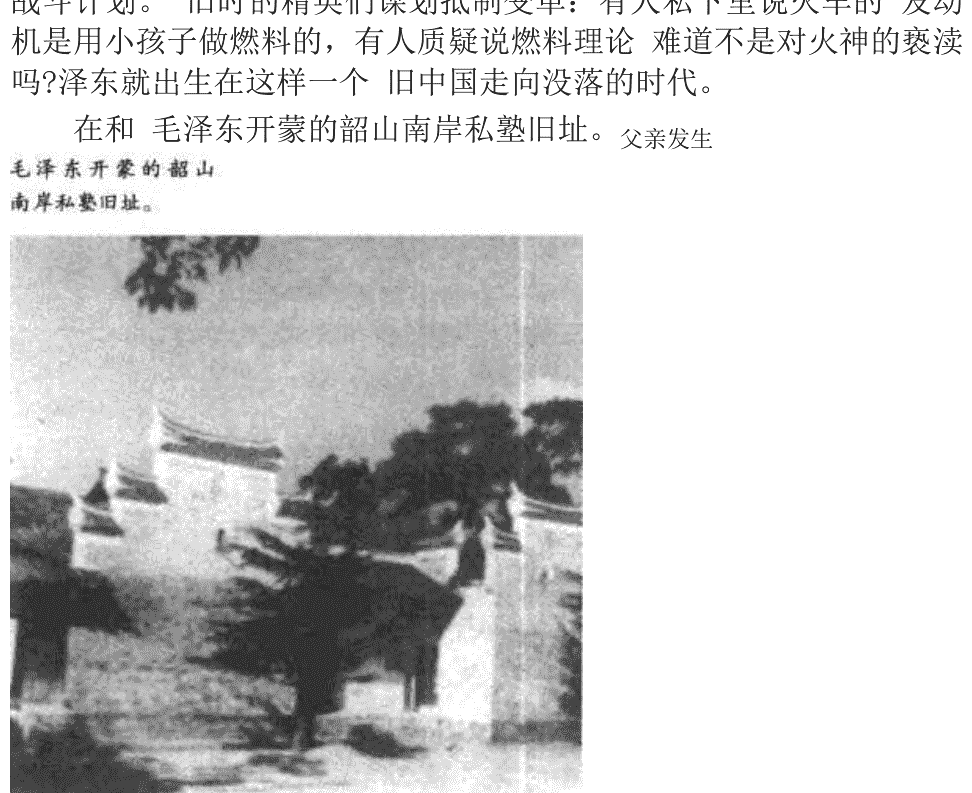 战斗计划。 旧时的精英们谋划抵制变革：有人私下里说火车的 发动
机是用小孩子做燃料的，有人质疑说燃料理论 难道不是对火神的亵渎
吗?泽东就出生在这样一个 旧中国走向没落的时代。
在和 毛泽东开蒙的韶山南岸私塾旧址。父亲发生
毛泽东开蒙的韶山
南岸私塾旧址。